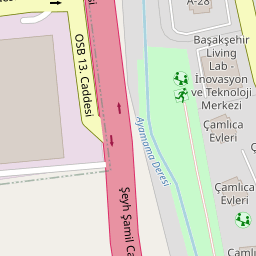 A-28
Başakşehir
Living
Lab -
İnovasyon
ve Teknoloji
Merkezi
OSB 13. Caddesi
Ayamama Deresi
Çamlıca
Evleri
Çamlıca
Evleri
Şeyh Şamil Ca
Çamlıca